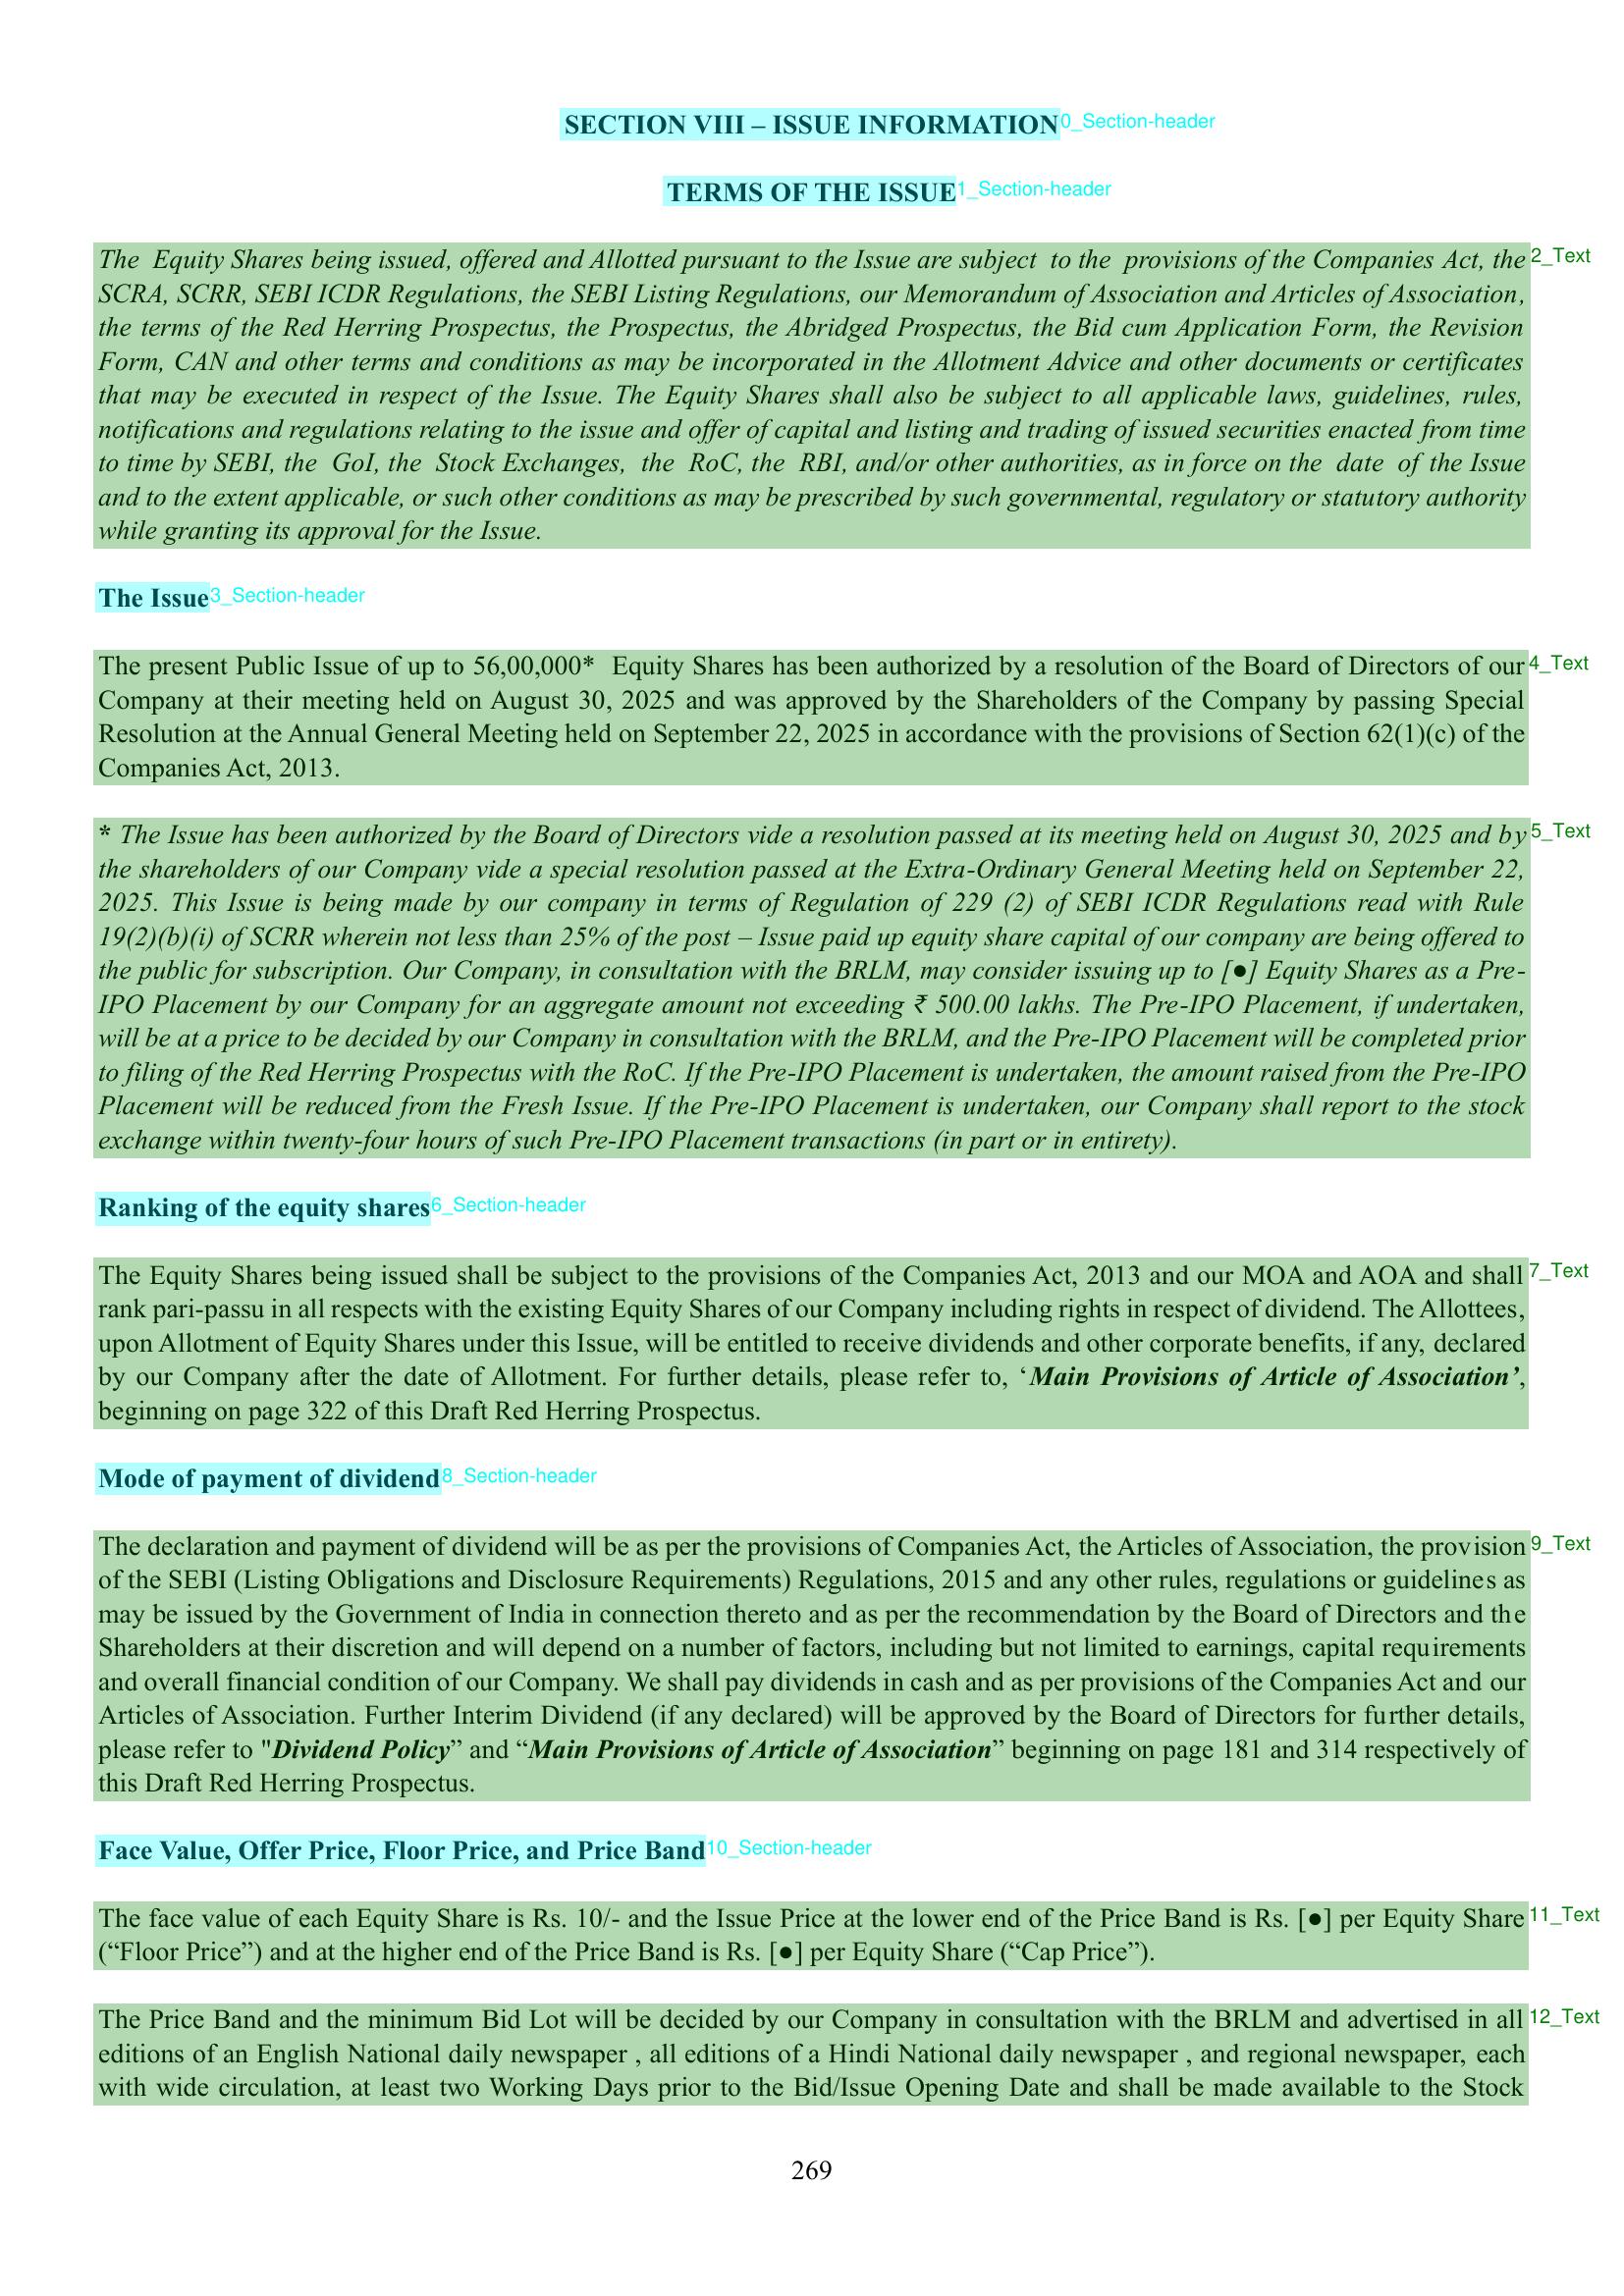 SECTION VIII – ISSUE INFORMATION0_Section-header
TERMS OF THE ISSUE1_Section-header
The Equity Shares being issued, offered and Allotted pursuant to the Issue are subject to the provisions of the Companies Act, the 2_Text
SCRA, SCRR, SEBI ICDR Regulations, the SEBI Listing Regulations, our Memorandum of Association and Articles of Association,
the terms of the Red Herring Prospectus, the Prospectus, the Abridged Prospectus, the Bid cum Application Form, the Revision
Form, CAN and other terms and conditions as may be incorporated in the Allotment Advice and other documents or certificates
that may be executed in respect of the Issue. The Equity Shares shall also be subject to all applicable laws, guidelines, rules,
notifications and regulations relating to the issue and offer of capital and listing and trading of issued securities enacted from time
to time by SEBI, the GoI, the Stock Exchanges, the RoC, the RBI, and/or other authorities, as in force on the date of the Issue
and to the extent applicable, or such other conditions as may be prescribed by such governmental, regulatory or statutory authority
while granting its approval for the Issue.
The Issue3_Section-header
The present Public Issue of up to 56,00,000* Equity Shares has been authorized by a resolution of the Board of Directors of our 4_Text
Company at their meeting held on August 30, 2025 and was approved by the Shareholders of the Company by passing Special
Resolution at the Annual General Meeting held on September 22, 2025 in accordance with the provisions of Section 62(1)(c) of the
Companies Act, 2013.
* The Issue has been authorized by the Board of Directors vide a resolution passed at its meeting held on August 30, 2025 and by 5_Text
the shareholders of our Company vide a special resolution passed at the Extra-Ordinary General Meeting held on September 22,
2025. This Issue is being made by our company in terms of Regulation of 229 (2) of SEBI ICDR Regulations read with Rule
19(2)(b)(i) of SCRR wherein not less than 25% of the post – Issue paid up equity share capital of our company are being offered to
the public for subscription. Our Company, in consultation with the BRLM, may consider issuing up to [●] Equity Shares as a Pre-
IPO Placement by our Company for an aggregate amount not exceeding ₹ 500.00 lakhs. The Pre-IPO Placement, if undertaken,
will be at a price to be decided by our Company in consultation with the BRLM, and the Pre-IPO Placement will be completed prior
to filing of the Red Herring Prospectus with the RoC. If the Pre-IPO Placement is undertaken, the amount raised from the Pre-IPO
Placement will be reduced from the Fresh Issue. If the Pre-IPO Placement is undertaken, our Company shall report to the stock
exchange within twenty-four hours of such Pre-IPO Placement transactions (in part or in entirety).
Ranking of the equity shares6_Section-header
The Equity Shares being issued shall be subject to the provisions of the Companies Act, 2013 and our MOA and AOA and shall 7_Text
rank pari-passu in all respects with the existing Equity Shares of our Company including rights in respect of dividend. The Allottees,
upon Allotment of Equity Shares under this Issue, will be entitled to receive dividends and other corporate benefits, if any, declared
by our Company after the date of Allotment. For further details, please refer to, ‘Main Provisions of Article of Association’,
beginning on page 322 of this Draft Red Herring Prospectus.
Mode of payment of dividend8_Section-header
The declaration and payment of dividend will be as per the provisions of Companies Act, the Articles of Association, the provision 9_Text
of the SEBI (Listing Obligations and Disclosure Requirements) Regulations, 2015 and any other rules, regulations or guidelines as
may be issued by the Government of India in connection thereto and as per the recommendation by the Board of Directors and the
Shareholders at their discretion and will depend on a number of factors, including but not limited to earnings, capital requirements
and overall financial condition of our Company. We shall pay dividends in cash and as per provisions of the Companies Act and our
Articles of Association. Further Interim Dividend (if any declared) will be approved by the Board of Directors for further details,
please refer to "Dividend Policy” and “Main Provisions of Article of Association” beginning on page 181 and 314 respectively of
this Draft Red Herring Prospectus.
Face Value, Offer Price, Floor Price, and Price Band10_Section-header
The face value of each Equity Share is Rs. 10/- and the Issue Price at the lower end of the Price Band is Rs. [●] per Equity Share 11_Text
(“Floor Price”) and at the higher end of the Price Band is Rs. [●] per Equity Share (“Cap Price”).
The Price Band and the minimum Bid Lot will be decided by our Company in consultation with the BRLM and advertised in all 12_Text
editions of an English National daily newspaper , all editions of a Hindi National daily newspaper , and regional newspaper, each
with wide circulation, at least two Working Days prior to the Bid/Issue Opening Date and shall be made available to the Stock
269